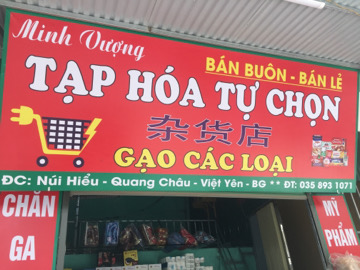 Minh Vượng
BÁN BUÔN - BÁN LẺ
TẠP HÓA TỰ CHỌN
杂货店
GẠO CÁC LOẠI
ĐC: Núi Hiểu - Quang Châu - Việt Yên - BG ** ĐT: 035 893 1071
CHĂN
GA
MỸ
PHẨM